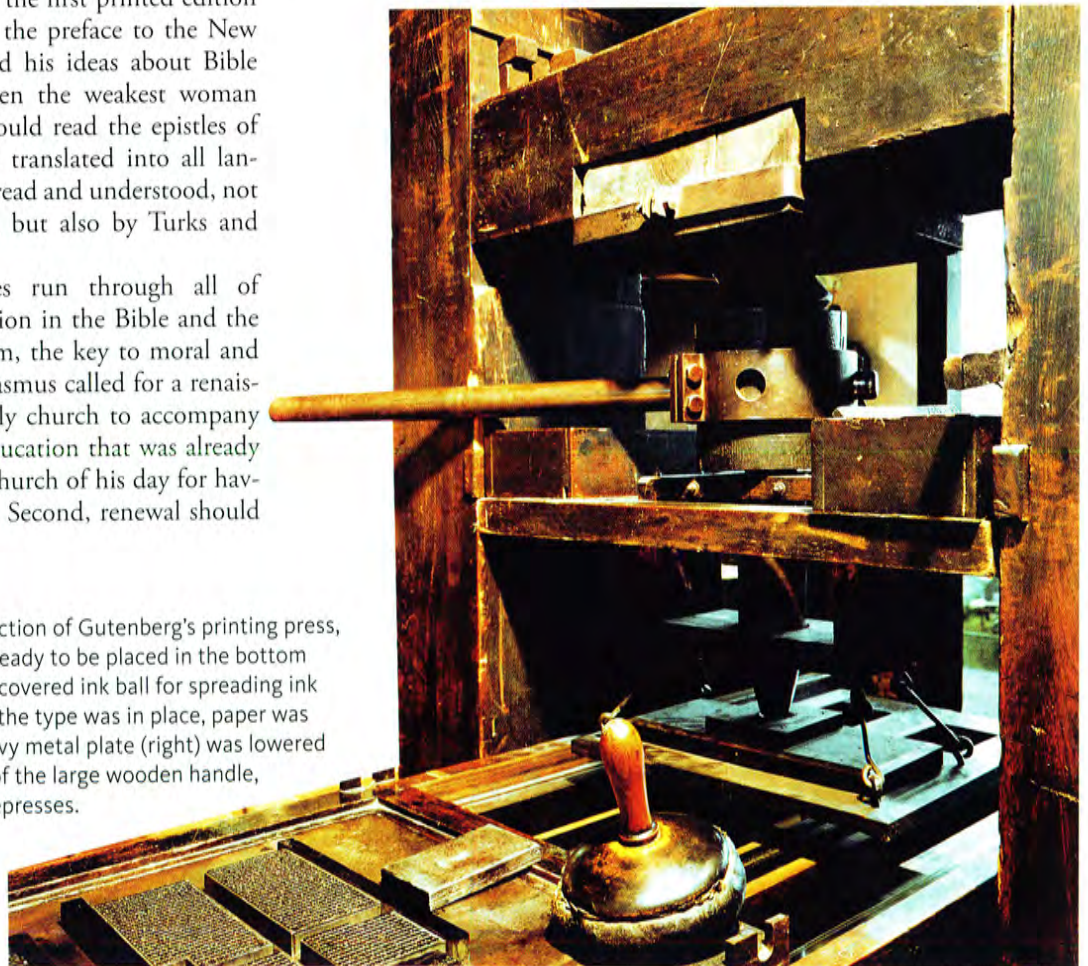 the first printed edition
the preface to the New
d his ideas about Bible
en the weakest woman
ould read the epistles of
translated into all lan-
read and understood, not
but also by Turks and
es run through all of
ion in the Bible and the
m, the key to moral and
asmus called for a renais-
ly church to accompany
ucation that was already
hurch of his day for hav-
Second, renewal should
ction of Gutenberg's printing press,
eady to be placed in the bottom
covered ink ball for spreading ink
the type was in place, paper was
vy metal plate (right) was lowered
of the large wooden handle,
epresses.